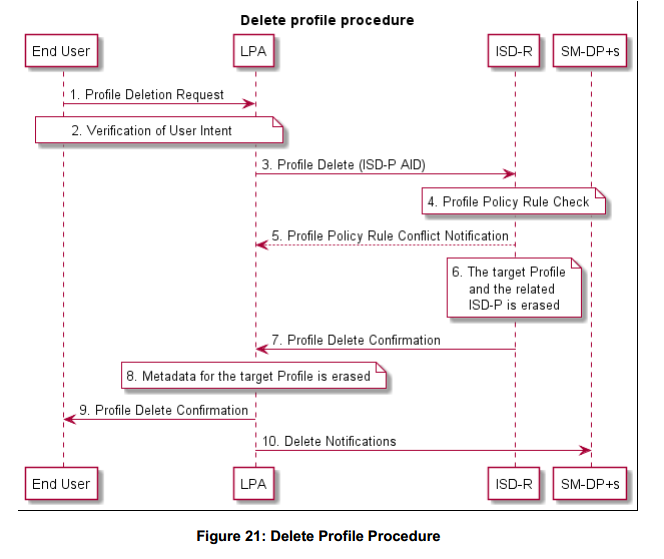 Delete profile procedure
End User
LPA
ISD-R
SM-DP+s
1. Profile Deletion Request
2. Verification of User Intent
3. Profile Delete (ISD-P AID)
4. Profile Policy Rule Check
5. Profile Policy Rule Conflict Notification
6. The target Profile
and the related
ISD-P is erased
7. Profile Delete Confirmation
8. Metadata for the target Profile is erased
9. Profile Delete Confirmation
10. Delete Notifications
End User
LPA
ISD-R
SM-DP+s
Figure 21: Delete Profile Procedure